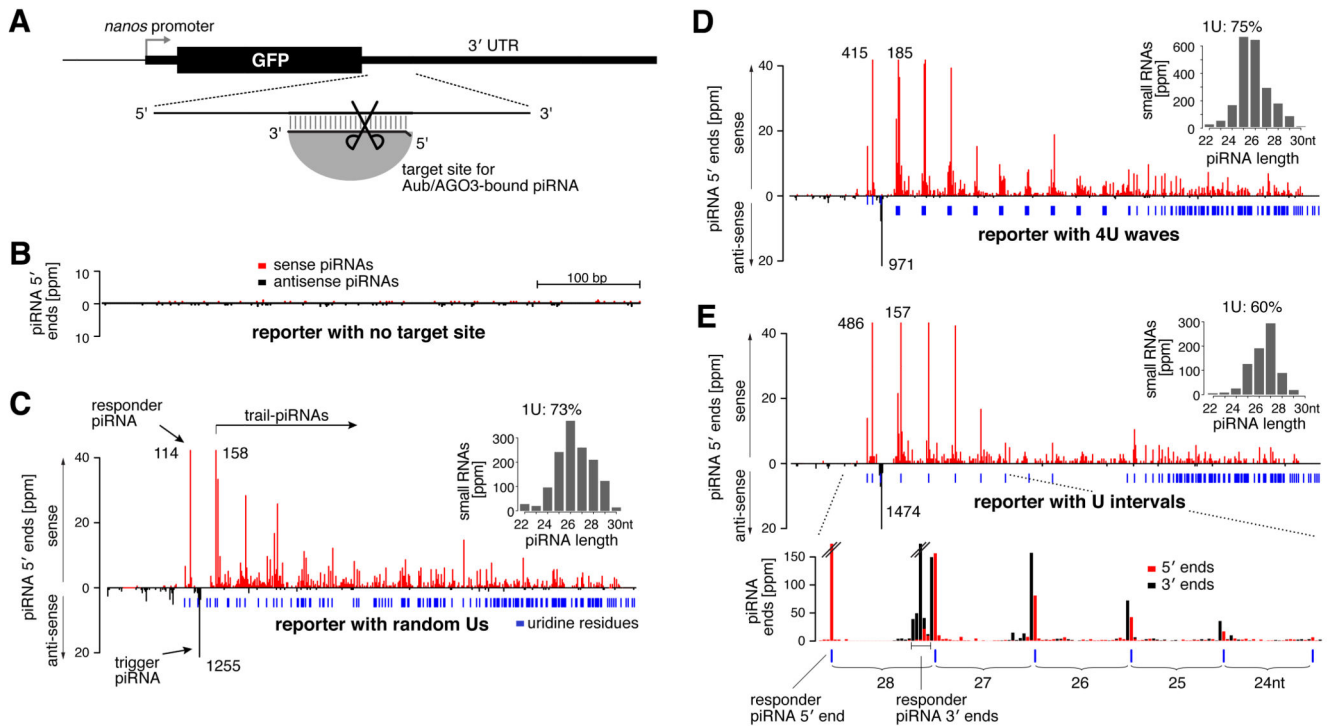 A
nanos promoter
GFP
3′ UTR
5'
3'
3'
5'
target site for
Aub/AGO3-bound piRNA
B
piRNA 5′
ends [ppm]
10
0
10
sense piRNAs
antisense piRNAs
100 bp
reporter with no target site
C
responder
piRNA
trail-piRNAs
114
158
piRNA 5′ ends [ppm]
anti-sense
sense
40
20
0
20
trigger
piRNA
1255
reporter with random Us
uridine residues
1U: 73%
small RNAs
[ppm]
300
200
100
0
22 24 26 28 30nt
piRNA length
D
415
185
piRNA 5′ ends [ppm]
anti-sense
sense
40
20
0
20
971
reporter with 4U waves
1U: 75%
small RNAs
[ppm]
600
400
200
0
22 24 26 28 30nt
piRNA length
E
486
157
piRNA 5′ ends [ppm]
anti-sense
sense
40
20
0
20
1474
reporter with U intervals
1U: 60%
small RNAs
[ppm]
300
200
100
0
22 24 26 28 30nt
piRNA length
piRNA
ends [ppm]
150
100
50
0
5′ ends
3′ ends
28 27 26 25 24nt
responder
piRNA 5′ end
responder
piRNA 3′ ends